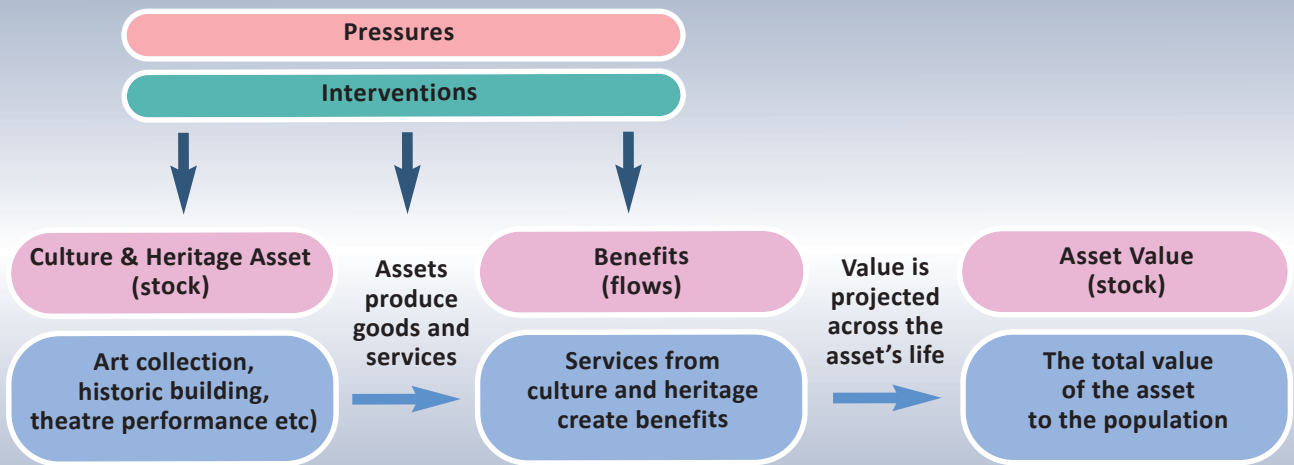 Pressures
Interventions
Culture & Heritage Asset
(stock)
Art collection,
historic building,
theatre performance etc)
Assets
produce
goods and
services
Benefits
(flows)
Services from
culture and heritage
create benefits
Value is
projected
across the
asset's life
Asset Value
(stock)
The total value
of the asset
to the population